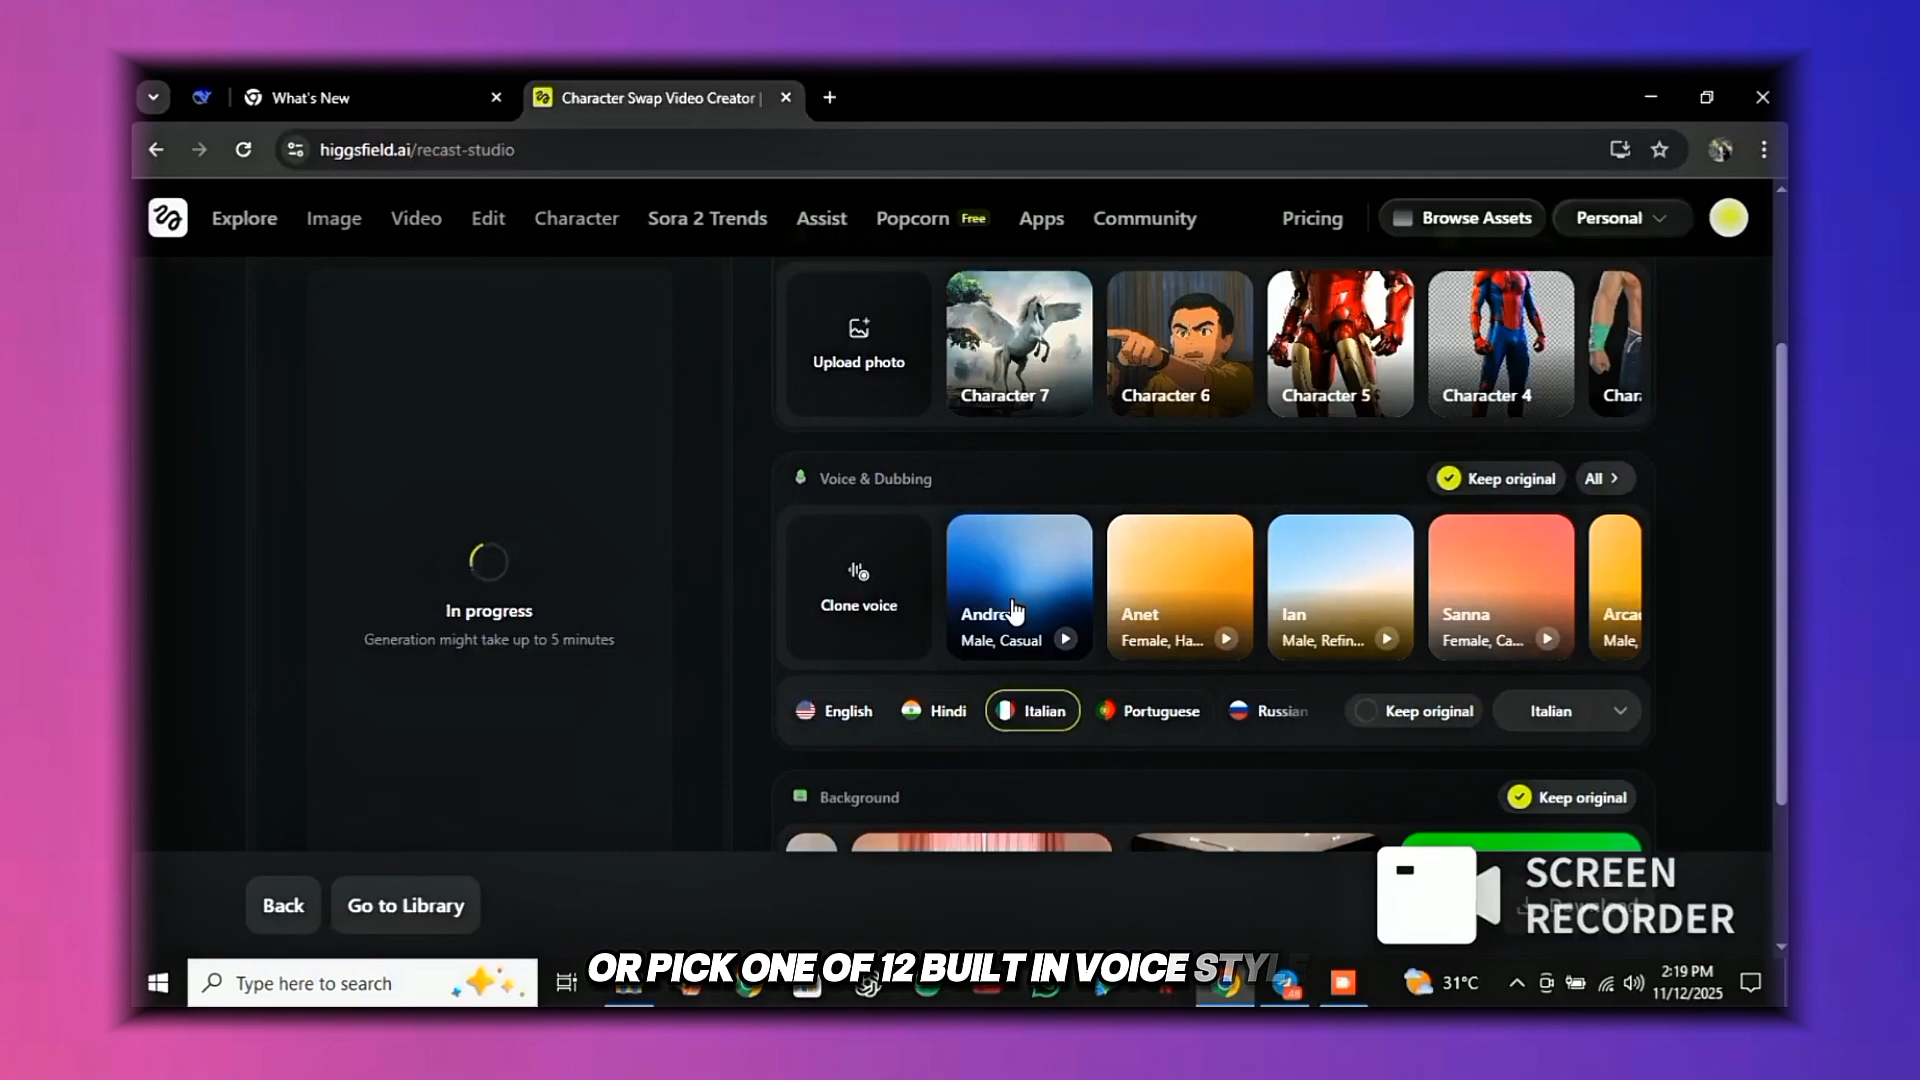 What's New
Character Swap Video Creator |
higgsfield.ai/recast-studio
Explore Image Video Edit Character Sora 2 Trends Assist Popcorn Free Apps Community Pricing Browse Assets Personal
Upload photo
Character 7
Character 6
Character 5
Character 4
Voice & Dubbing
Keep original
All >
Clone voice
Male, Casual
Anet
Female, Ha...
Ian
Male, Refin...
Sanna
Female, Ca...
Male,
English Hindi Italian Portuguese Russian Keep original Italian
In progress
Generation might take up to 5 minutes
Background
Keep original
Back
Go to Library
SCREEN
RECORDER
OR PICK ONE OF 12 BUILT IN VOICE STYLE
Type here to search
31°C
2:19 PM
11/12/2025